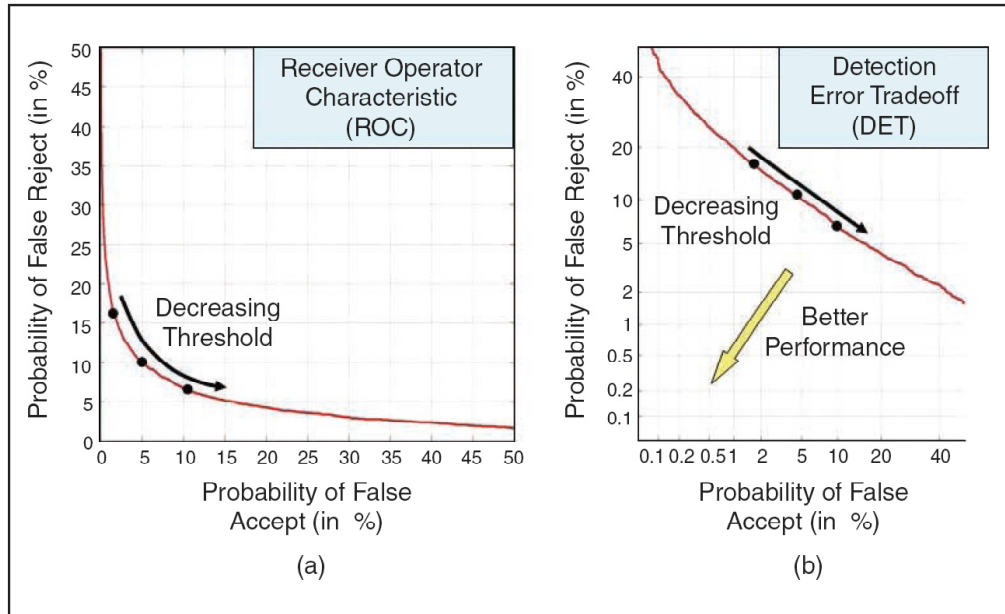 Receiver Operator
Characteristic
(ROC)
Probability of False Reject (in %)
50
45
40
35
30
25
20
15
10
5
0
Decreasing
Threshold
0 5 10 15 20 25 30 35 40 45 50
Probability of False
Accept (in %)
(a)
Detection
Error Tradeoff
(DET)
Probability of False Reject (in %)
40
20
10
5
2
1
0.5
0.2
0.1
Decreasing
Threshold
Better
Performance
0.1 0.2 0.5 1 2 5 10 20 40
Probability of False
Accept (in %)
(b)